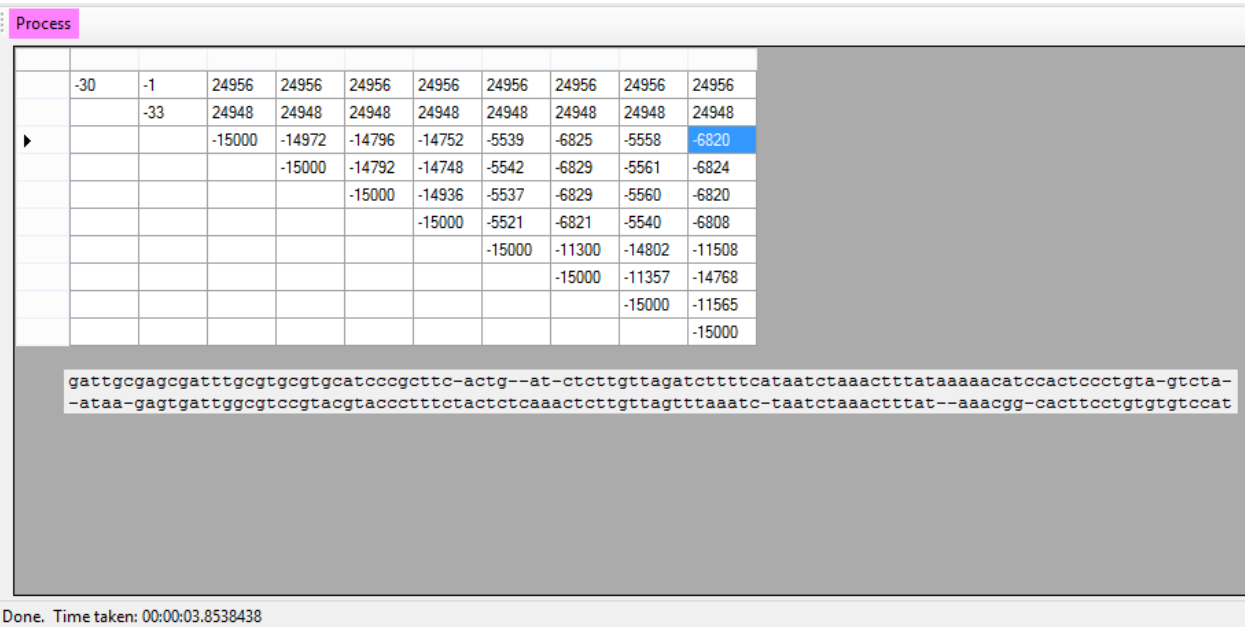 Process
-30 -1 24956 24956 24956 24956 24956 24956 24956 24956
-33 24948 24948 24948 24948 24948 24948 24948 24948
-15000 -14972 -14796 -14752 -5539 -6825 -5558 -6820
-15000 -14792 -14748 -5542 -6829 -5561 -6824
-15000 -14936 -5537 -6829 -5560 -6820
-15000 -5521 -6821 -5540 -6808
-15000 -11300 -14802 -11508
-15000 -11357 -14768
-15000 -11565
-15000
gattgcgagcgatttgcgtgcgtgcatcccgcttc-actg--at-ctcttgttagatcttttcataatctaaactttataaaaacatccactccctgta-gtcta-
-ataa-gagtgattggcgtccgtacgtaccctttctactctcaaactcttgttagtttaaatc-taatctaaactttat--aaacgg-cacttcctgtgtgtccat
Done. Time taken: 00:00:03.8538438